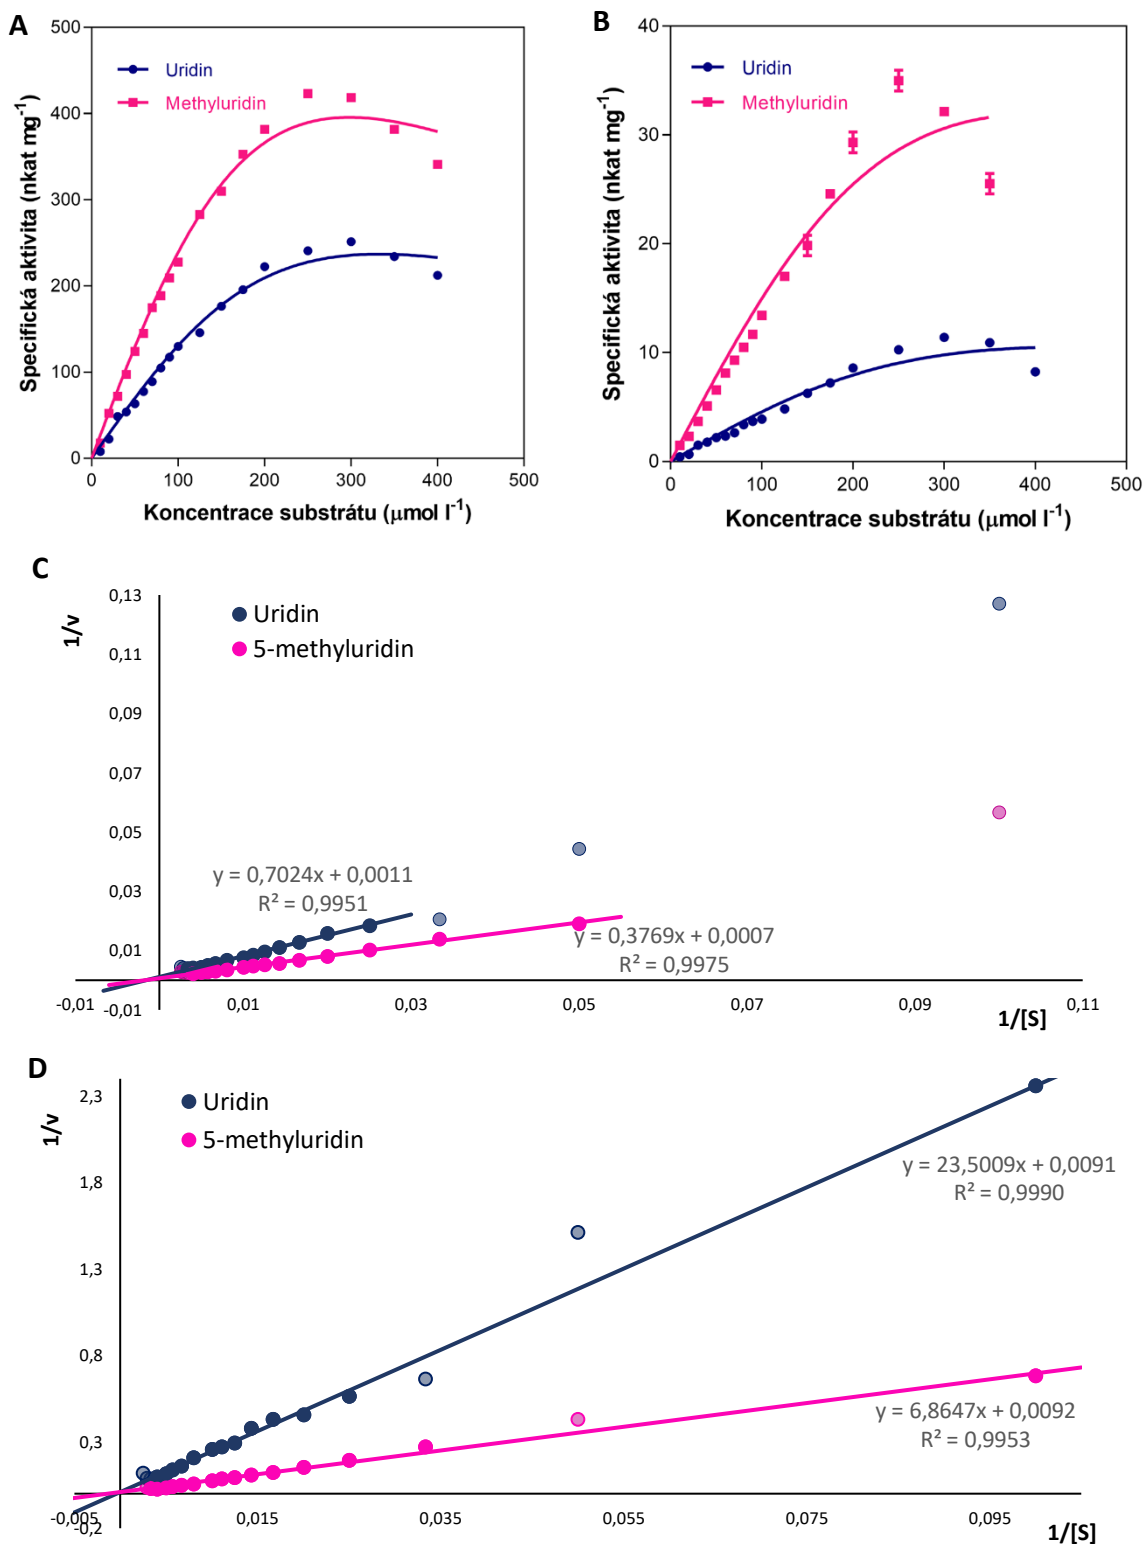 A
500
400
300
200
100
0
Specifická aktivita (nkat mg⁻¹)
Uridin
Methyluridin
0 100 200 300 400 500
Koncentrace substrátu (μmol l⁻¹)
B
40
30
20
10
0
Specifická aktivita (nkat mg⁻¹)
Uridin
Methyluridin
0 100 200 300 400 500
Koncentrace substrátu (μmol l⁻¹)
C
1/v
0,13
0,11
0,09
0,07
0,05
0,03
0,01
-0,01
Uridin
5-methyluridin
y = 0,7024x + 0,0011
R² = 0,9951
y = 0,3769x + 0,0007
R² = 0,9975
-0,01 0,01 0,03 0,05 0,07 0,09 0,11
1/[S]
D
1/v
2,3
1,8
1,3
0,8
0,3
-0,2
Uridin
5-methyluridin
y = 23,5009x + 0,0091
R² = 0,9990
y = 6,8647x + 0,0092
R² = 0,9953
-0,005 0,015 0,035 0,055 0,075 0,095
1/[S]